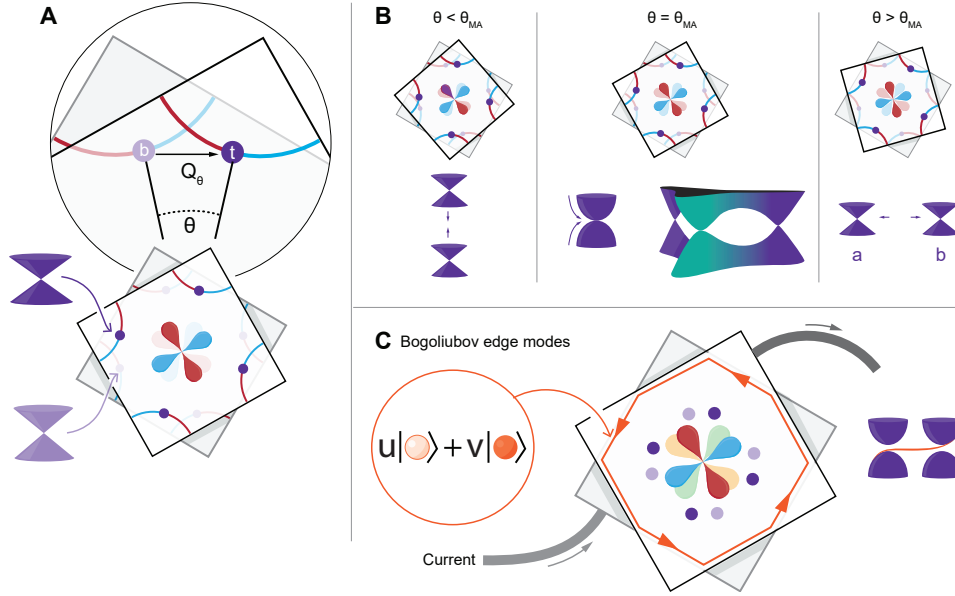 A
b
t
Q_θ
θ
B
θ < θ_MA
θ = θ_MA
θ > θ_MA
a
b
C Bogoliubov edge modes
u| ⟩+v| ⟩
Current